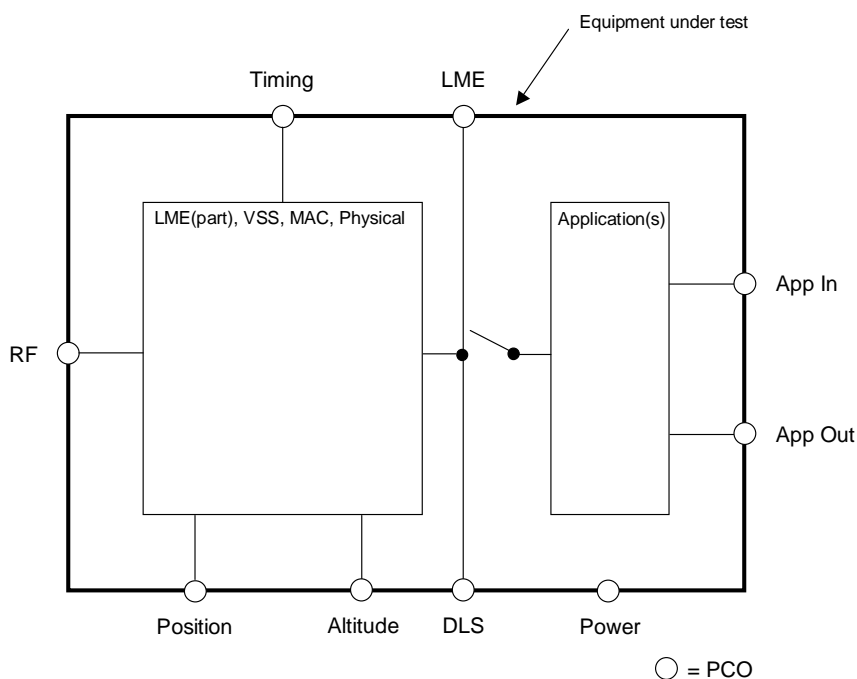 Equipment under test
Timing
LME
LME(part), VSS, MAC, Physical
Application(s)
App In
RF
App Out
Position
Altitude
DLS
Power
= PCO